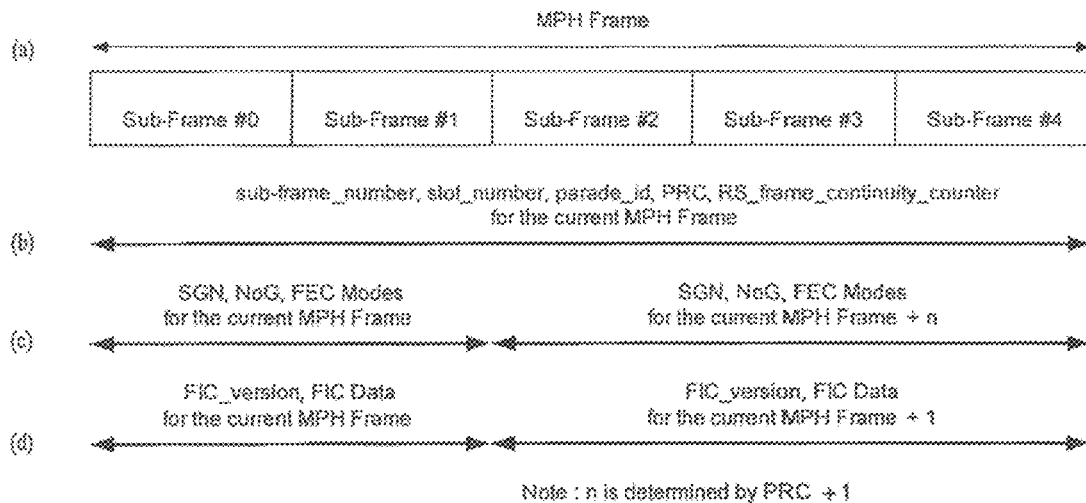 MPH Frame
(a)
Sub-Frame #0 Sub-Frame #1 Sub-Frame #2 Sub-Frame #3 Sub-Frame #4
sub-frame_number, slot_number, parade_id, PRC, RS_frame_continuity_counter
for the current MPH Frame
(b)
SGN, NoG, FEC Modes
for the current MPH Frame
SGN, NoG, FEC Modes
for the current MPH Frame + n
(c)
FIC_version, FIC Data
for the current MPH Frame
FIC_version, FIC Data
for the current MPH Frame + 1
(d)
Note : n is determined by PRC + 1